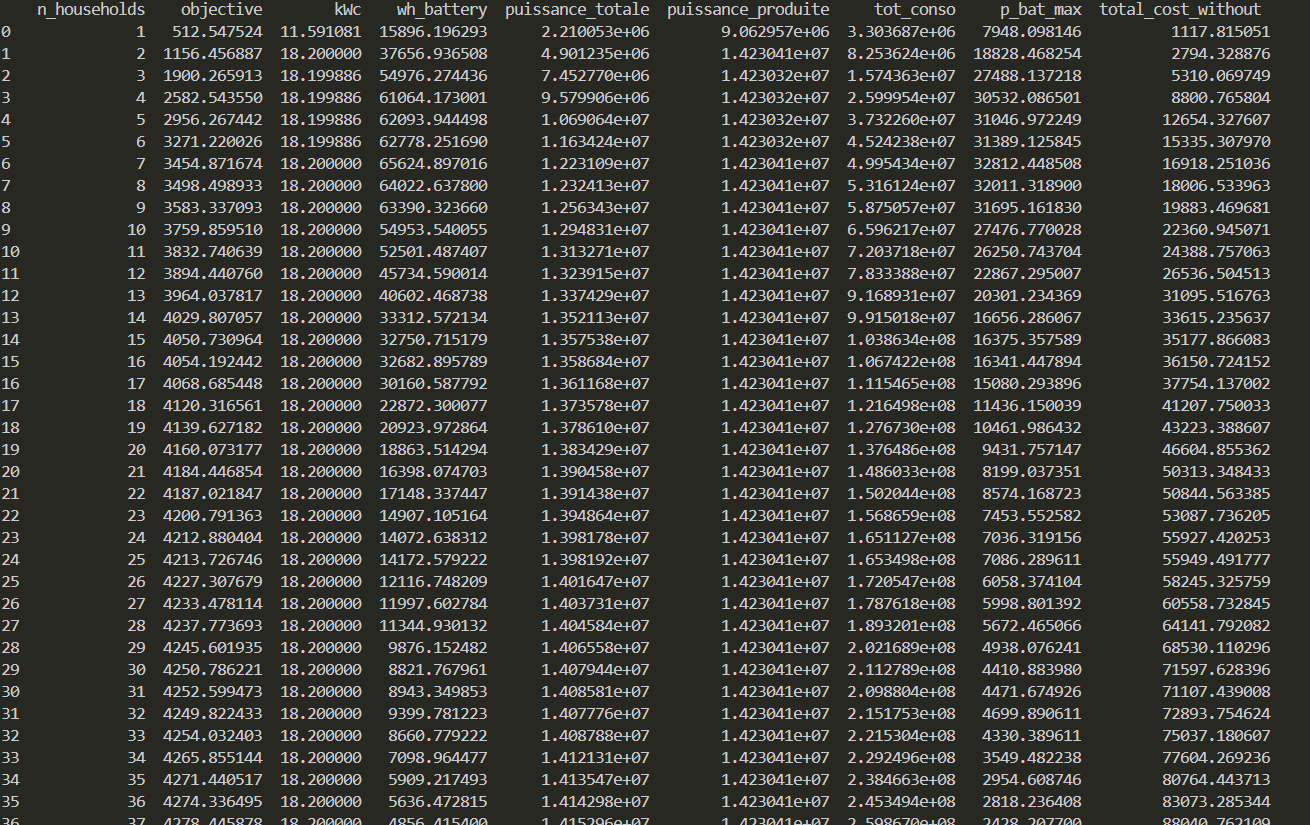 n_households objective kWc wh_battery puissance_totale puissance_produite tot_conso p_bat_max total_cost_without
0 1 512.547524 11.591081 15896.196293 2.210053e+06 9.062957e+06 3.303687e+06 7948.098146 1117.815051
1 2 1156.456887 18.200000 37656.936508 4.901235e+06 1.423041e+07 8.253624e+06 18828.468254 2794.328876
2 3 1900.265913 18.199886 54976.274436 7.452770e+06 1.423032e+07 1.574363e+07 27488.137218 5310.069749
3 4 2582.543550 18.199886 61064.173001 9.579906e+06 1.423032e+07 2.599954e+07 30532.086501 8800.765804
4 5 2956.267442 18.199886 62093.944498 1.069064e+07 1.423032e+07 3.732260e+07 31046.972249 12654.327607
5 6 3271.220026 18.199886 62778.251690 1.163424e+07 1.423032e+07 4.524238e+07 31389.125845 15335.307970
6 7 3454.871674 18.200000 65624.897016 1.223109e+07 1.423041e+07 4.995434e+07 32812.448508 16918.251036
7 8 3498.498933 18.200000 64022.637800 1.232413e+07 1.423041e+07 5.316124e+07 32011.318900 18006.533963
8 9 3583.337093 18.200000 63390.323660 1.256343e+07 1.423041e+07 5.875057e+07 31695.161830 19883.469681
9 10 3759.859510 18.200000 54953.540055 1.294831e+07 1.423041e+07 6.596217e+07 27476.770028 22360.945071
10 11 3832.740639 18.200000 52501.487407 1.313271e+07 1.423041e+07 7.203718e+07 26250.743704 24388.757063
11 12 3894.440760 18.200000 45734.590014 1.323915e+07 1.423041e+07 7.833388e+07 22867.295007 26536.504513
12 13 3964.037817 18.200000 40602.468738 1.337429e+07 1.423041e+07 9.168931e+07 20301.234369 31095.516763
13 14 4029.807057 18.200000 33312.572134 1.352113e+07 1.423041e+07 9.915018e+07 16656.286067 33615.235637
14 15 4050.730964 18.200000 32750.715179 1.357538e+07 1.423041e+07 1.038634e+08 16375.357589 35177.866083
15 16 4054.192442 18.200000 32682.895789 1.358684e+07 1.423041e+07 1.067422e+08 16341.447894 36150.724152
16 17 4068.685448 18.200000 30160.587792 1.361168e+07 1.423041e+07 1.115465e+08 15080.293896 37754.137002
17 18 4120.316561 18.200000 22872.300077 1.373578e+07 1.423041e+07 1.216498e+08 11436.150039 41207.750033
18 19 4139.627182 18.200000 20923.972864 1.378610e+07 1.423041e+07 1.276730e+08 10461.986432 43223.388607
19 20 4160.073177 18.200000 18863.514294 1.383429e+07 1.423041e+07 1.376486e+08 9431.757147 46604.855362
20 21 4184.446854 18.200000 16398.074703 1.390458e+07 1.423041e+07 1.486033e+08 8199.037351 50313.348433
21 22 4187.021847 18.200000 17148.337447 1.391438e+07 1.423041e+07 1.502044e+08 8574.168723 50844.563385
22 23 4200.791363 18.200000 14907.105164 1.394864e+07 1.423041e+07 1.568659e+08 7453.552582 53087.736205
23 24 4212.880404 18.200000 14072.638312 1.398178e+07 1.423041e+07 1.651127e+08 7036.319156 55927.420253
24 25 4213.726746 18.200000 14172.579222 1.398192e+07 1.423041e+07 1.653498e+08 7086.289611 55949.491777
25 26 4227.307679 18.200000 12116.748209 1.401647e+07 1.423041e+07 1.720547e+08 6058.374104 58245.325759
26 27 4233.478114 18.200000 11997.602784 1.403731e+07 1.423041e+07 1.787618e+08 5998.801392 60558.732845
27 28 4237.773693 18.200000 11344.930132 1.404584e+07 1.423041e+07 1.893201e+08 5672.465066 64141.792082
28 29 4245.601935 18.200000 9876.152482 1.406558e+07 1.423041e+07 2.021689e+08 4938.076241 68530.110296
29 30 4250.786221 18.200000 8821.767961 1.407944e+07 1.423041e+07 2.112789e+08 4410.883980 71597.628396
30 31 4252.599473 18.200000 8943.349853 1.408581e+07 1.423041e+07 2.098804e+08 4471.674926 71107.439008
31 32 4249.822433 18.200000 9399.781223 1.407776e+07 1.423041e+07 2.151753e+08 4699.890611 72893.754624
32 33 4254.032403 18.200000 8660.779222 1.408788e+07 1.423041e+07 2.215304e+08 4330.389611 75037.180607
33 34 4265.855144 18.200000 7098.964477 1.412131e+07 1.423041e+07 2.292496e+08 3549.482238 77604.269236
34 35 4271.440517 18.200000 5909.217493 1.413547e+07 1.423041e+07 2.384663e+08 2954.608746 80764.443713
35 36 4274.336495 18.200000 5636.472815 1.414298e+07 1.423041e+07 2.453494e+08 2818.236408 83073.285344
36 37 4278.445878 18.200000 4856.415400 1.415296e+07 1.423041e+07 2.598670e+08 2428.207700 88040.762109